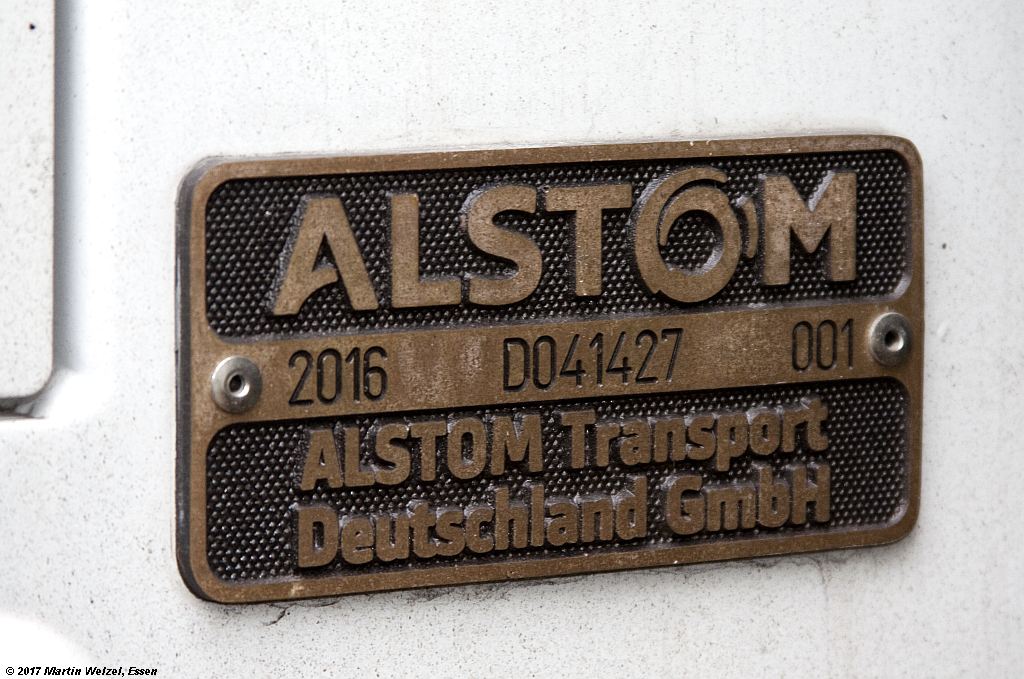 ALSTOM
2016 D041427 001
ALSTOM Transport
Deutschland GmbH
© 2017 Martin Welzel, Essen